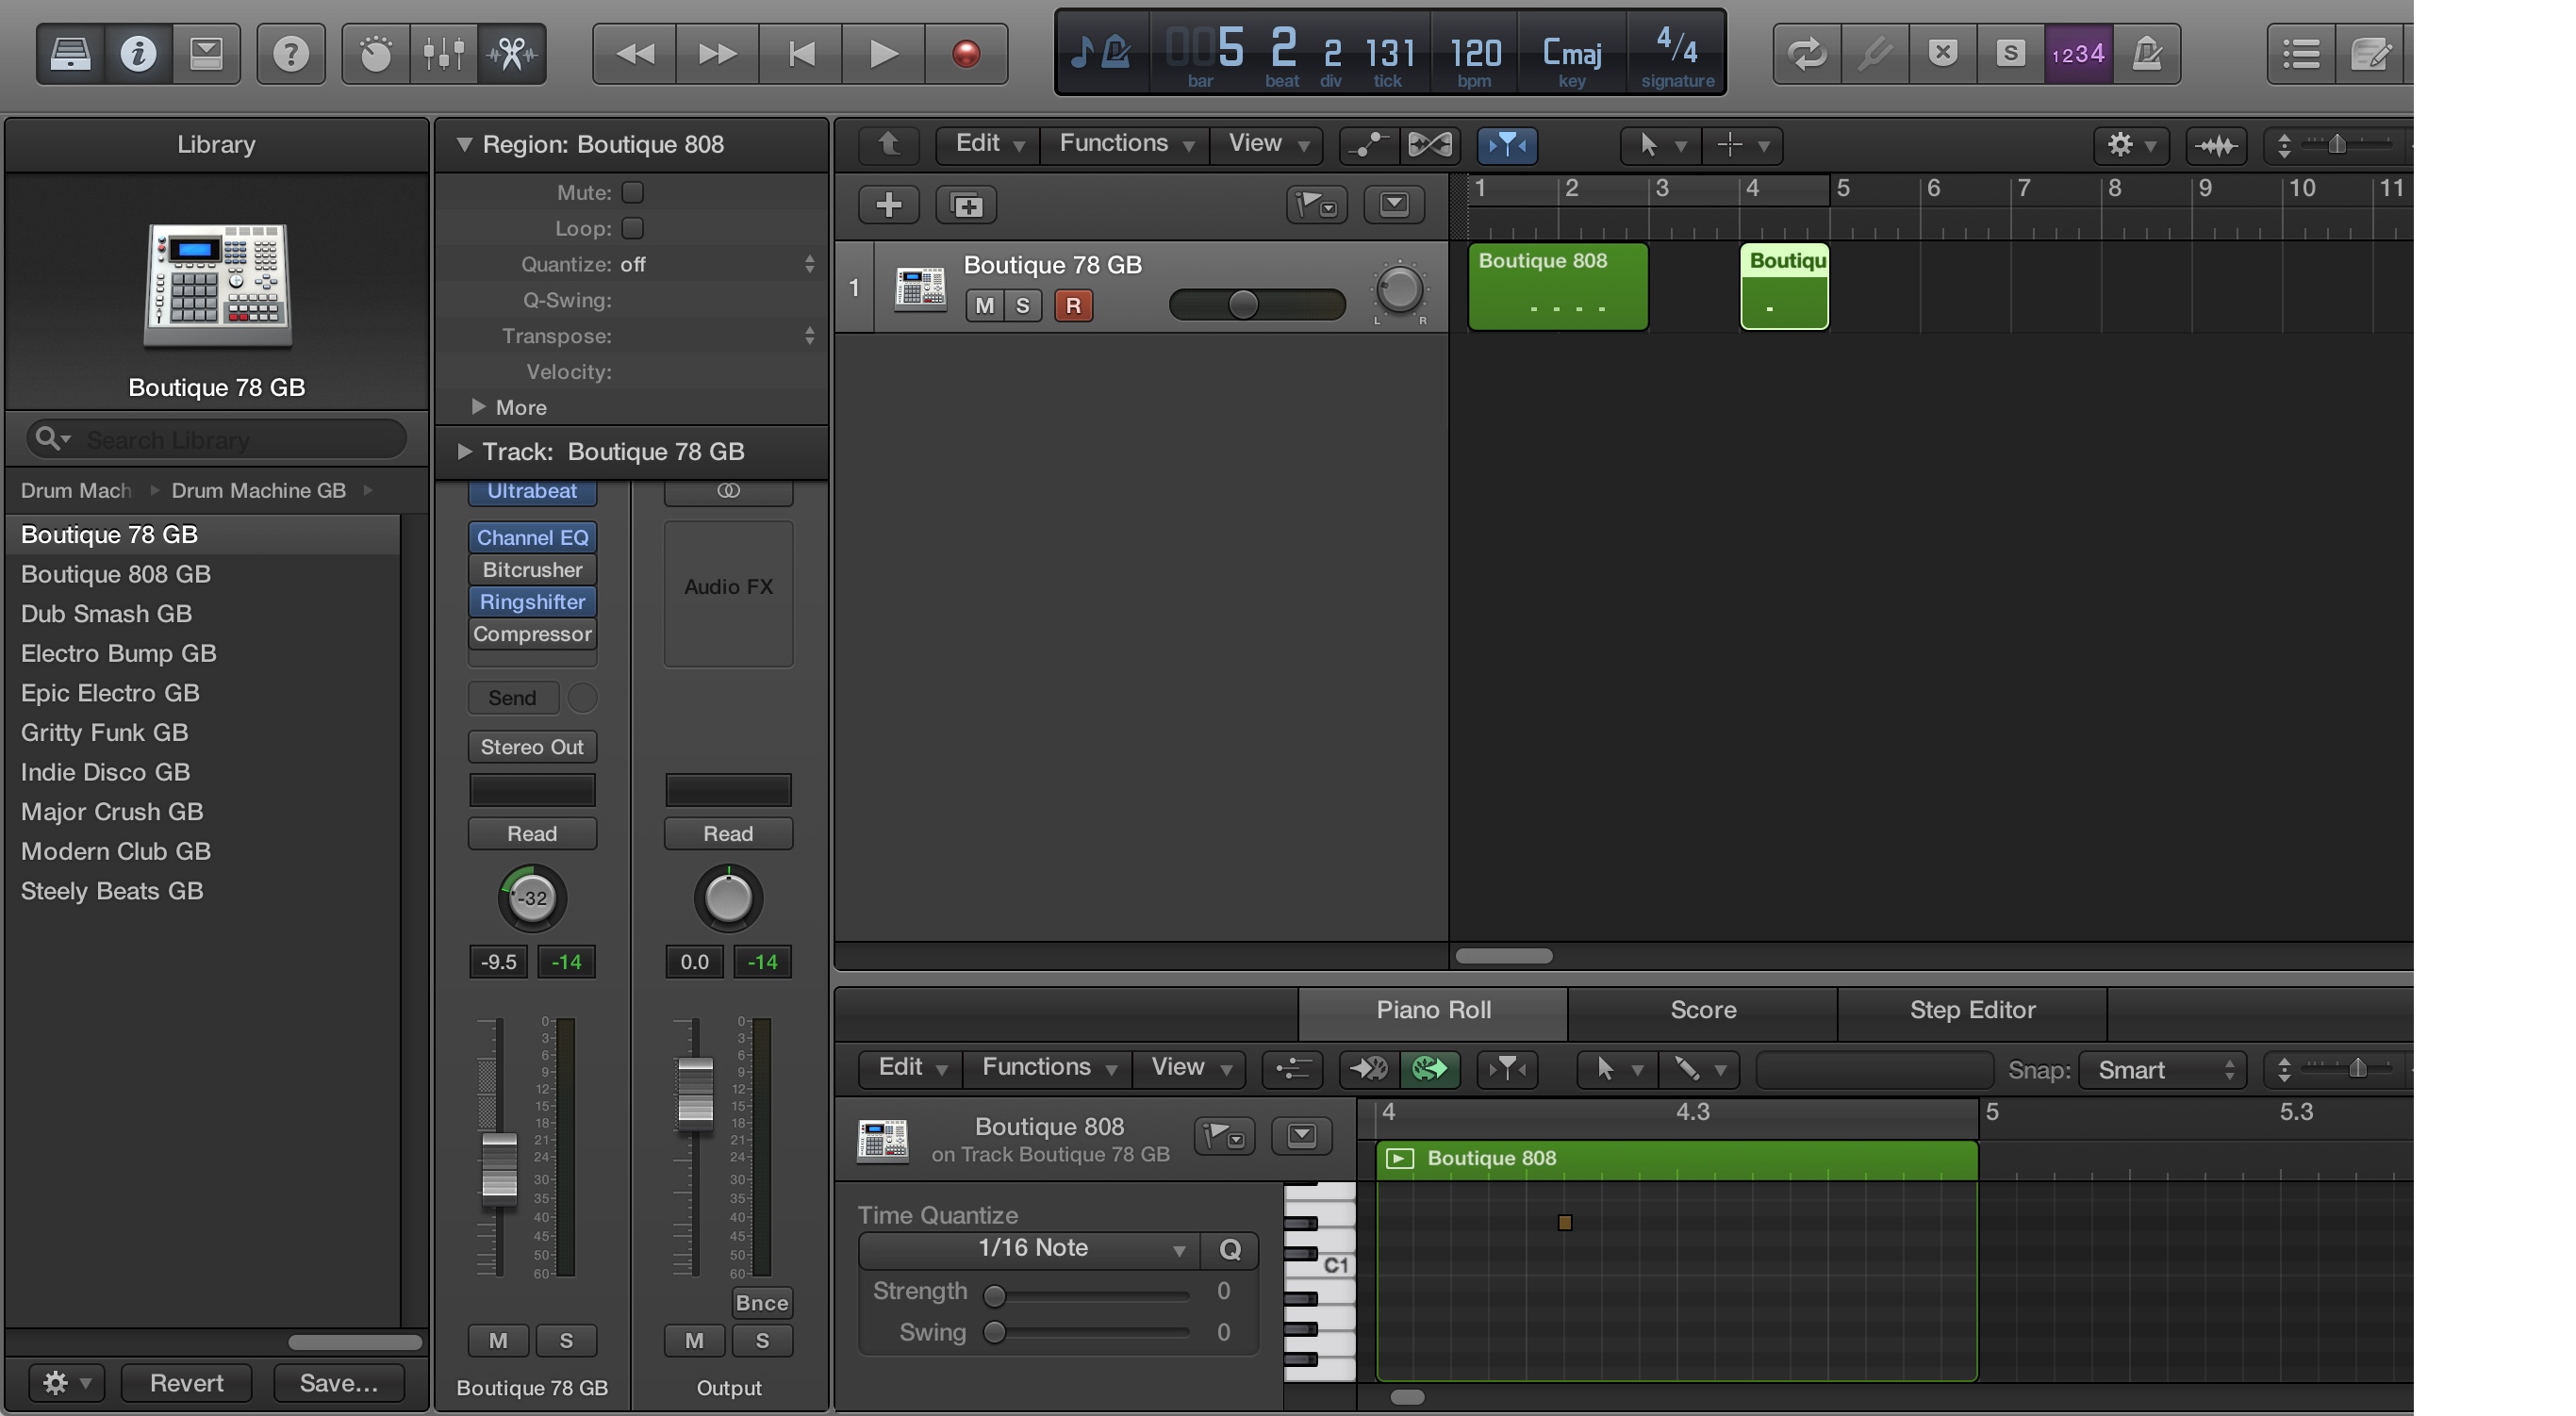 005 2 2 131 120 Cmaj 4/4
bar beat div tick bpm key signature
S 1234
Library
Boutique 78 GB
Search Library
Drum Mach Drum Machine GB
Boutique 78 GB
Boutique 808 GB
Dub Smash GB
Electro Bump GB
Epic Electro GB
Gritty Funk GB
Indie Disco GB
Major Crush GB
Modern Club GB
Steely Beats GB
Revert Save...
Region: Boutique 808
Mute:
Loop:
Quantize: off
Q-Swing:
Transpose:
Velocity:
More
Track: Boutique 78 GB
Ultrabeat
Channel EQ
Bitcrusher
Ringshifter
Compressor
Audio FX
Send
Stereo Out
Read Read
-32
-9.5 -14 0.0 -14
0 0
3 3
6 6
9 9
12 12
15 15
18 18
21 21
24 24
30 30
35 35
40 40
45 45
50 50
60 60
Bnce
M S M S
Boutique 78 GB Output
Edit Functions View
1 2 3 4 5 6 7 8 9 10 11
1 Boutique 78 GB
M S R
L R
Boutique 808 Boutiqu
Piano Roll Score Step Editor
Edit Functions View Snap: Smart
Boutique 808
on Track Boutique 78 GB
4 4.3 5 5.3
Boutique 808
Time Quantize
1/16 Note Q
Strength 0
Swing 0
C1